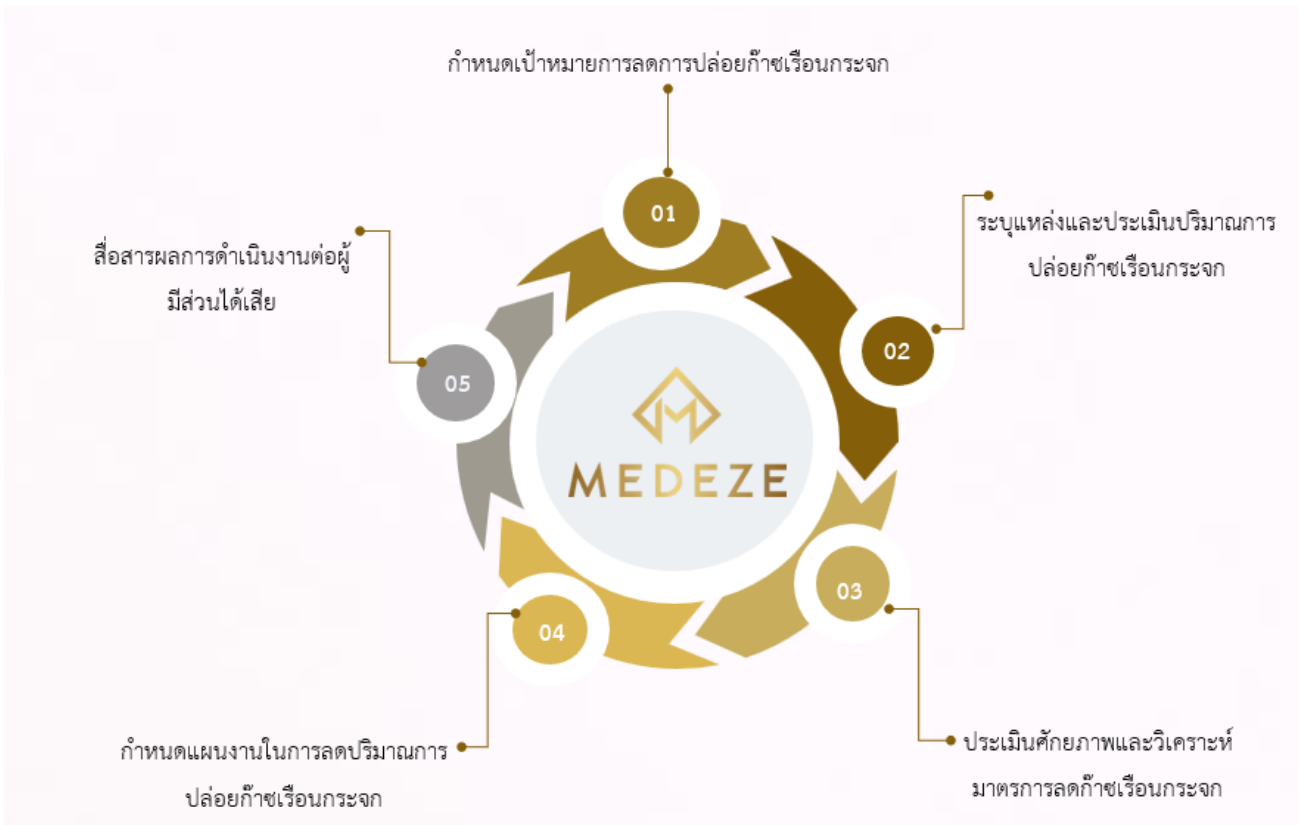 กำหนดเป้าหมายการลดการปล่อยก๊าซเรือนกระจก
01
ระบุแหล่งและประเมินปริมาณการ
ปล่อยก๊าซเรือนกระจก
02
03
ประเมินศักยภาพและวิเคราะห์
มาตรการลดก๊าซเรือนกระจก
04
กำหนดแผนงานในการลดปริมาณการ
ปล่อยก๊าซเรือนกระจก
05
สื่อสารผลการดำเนินงานต่อผู้
มีส่วนได้เสีย
MEDEZE